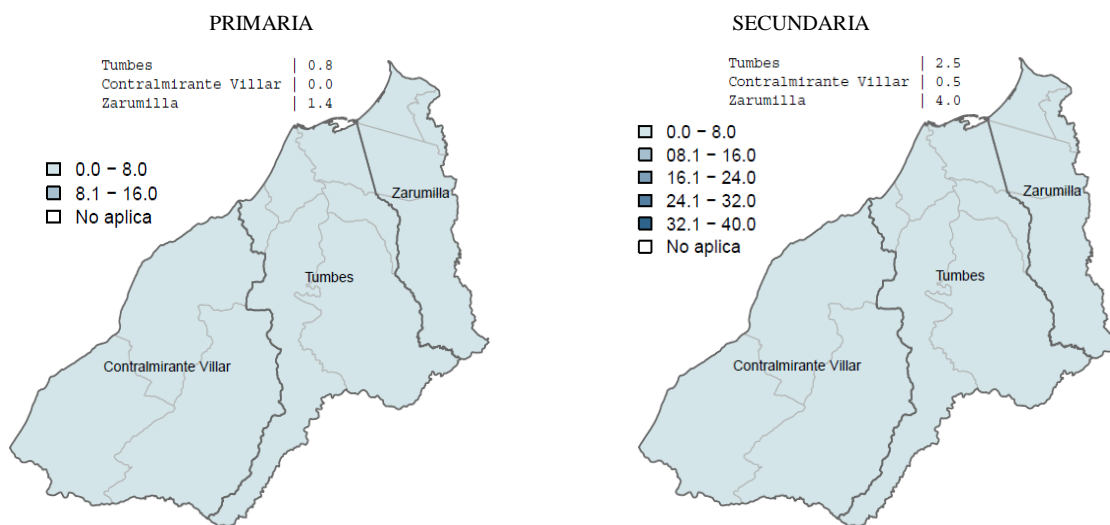 PRIMARIA
Tumbes | 0.8
Contralmirante Villar | 0.0
Zarumilla | 1.4
0.0 – 8.0
8.1 – 16.0
No aplica
Zarumilla
Tumbes
Contralmirante Villar
SECUNDARIA
Tumbes | 2.5
Contralmirante Villar | 0.5
Zarumilla | 4.0
0.0 – 8.0
08.1 – 16.0
16.1 – 24.0
24.1 – 32.0
32.1 – 40.0
No aplica
Zarumilla
Tumbes
Contralmirante Villar